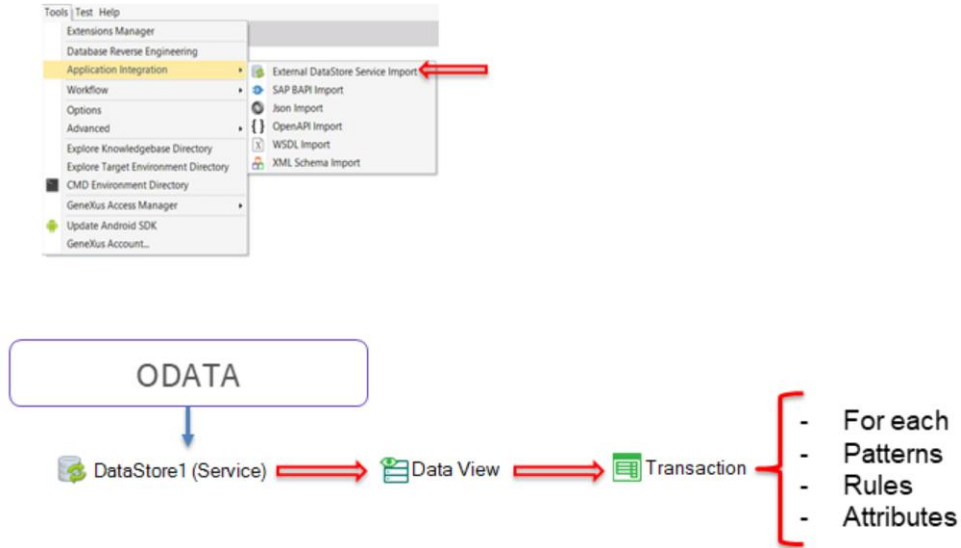 Tools Test Help
Extensions Manager
Database Reverse Engineering
Application Integration
Workflow
Options
Advanced
Explore Knowledgebase Directory
Explore Target Environment Directory
CMD Environment Directory
GeneXus Access Manager
Update Android SDK
GeneXus Account...
External DataStore Service Import
SAP BAPI Import
Json Import
{ } OpenAPI Import
X WSDL Import
XML Schema Import
ODATA
DataStore1 (Service) Data View Transaction
- For each
- Patterns
- Rules
- Attributes